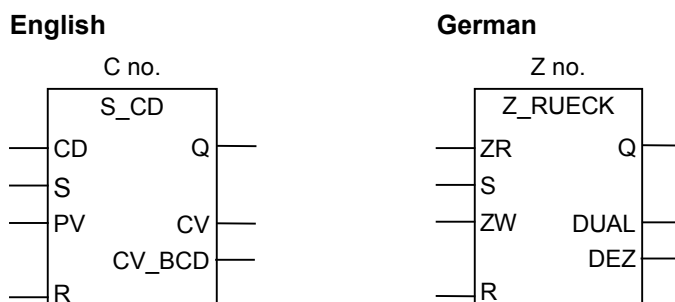 English
C no.
S_CD
CD Q
S
PV CV
CV_BCD
R
German
Z no.
Z_RUECK
ZR Q
S
ZW DUAL
DEZ
R